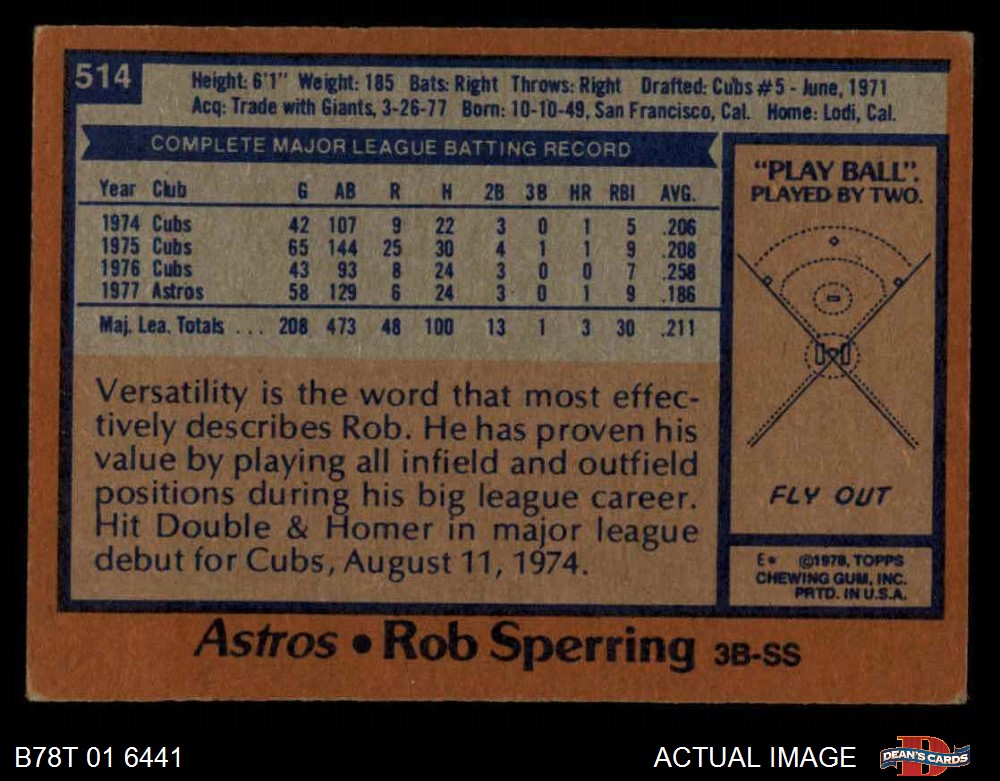 514
Height: 6'1" Weight: 185 Bats: Right Throws: Right Drafted: Cubs #5 - June, 1971
Acq: Trade with Giants, 3-26-77 Born: 10-10-49, San Francisco, Cal. Home: Lodi, Cal.
COMPLETE MAJOR LEAGUE BATTING RECORD
Year Club G AB R H 2B 3B HR RBI AVG.
1974 Cubs 42 107 9 22 3 0 1 5 .206
1975 Cubs 65 144 25 30 4 1 1 9 .208
1976 Cubs 43 93 8 24 3 0 0 7 .258
1977 Astros 58 129 6 24 3 0 1 9 .186
Maj. Lea. Totals ... 208 473 48 100 13 1 3 30 .211
Versatility is the word that most effec-
tively describes Rob. He has proven his
value by playing all infield and outfield
positions during his big league career.
Hit Double & Homer in major league
debut for Cubs, August 11, 1974.
"PLAY BALL".
PLAYED BY TWO.
FLY OUT
E* ©1978, TOPPS
CHEWING GUM, INC.
PRTD. IN U.S.A.
Astros • Rob Sperring 3B-SS
B78T 01 6441
ACTUAL IMAGE
DEAN'S CARDS